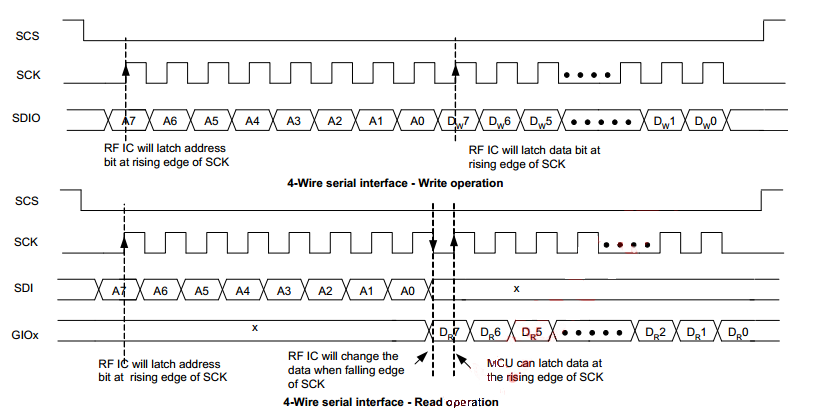 SCS
SCK
SDIO A7 A6 A5 A4 A3 A2 A1 A0 DW7 DW6 DW5 DW1 DW0
RF IC will latch address
bit at rising edge of SCK
RF IC will latch data bit at
rising edge of SCK
4-Wire serial interface - Write operation
SCS
SCK
SDI A7 A6 A5 A4 A3 A2 A1 A0 x
GIOx x DR7 DR6 DR5 DR2 DR1 DR0
RF IC will latch address
bit at rising edge of SCK
RF IC will change the
data when falling edge
of SCK
MCU can latch data at
the rising edge of SCK
4-Wire serial interface - Read operation